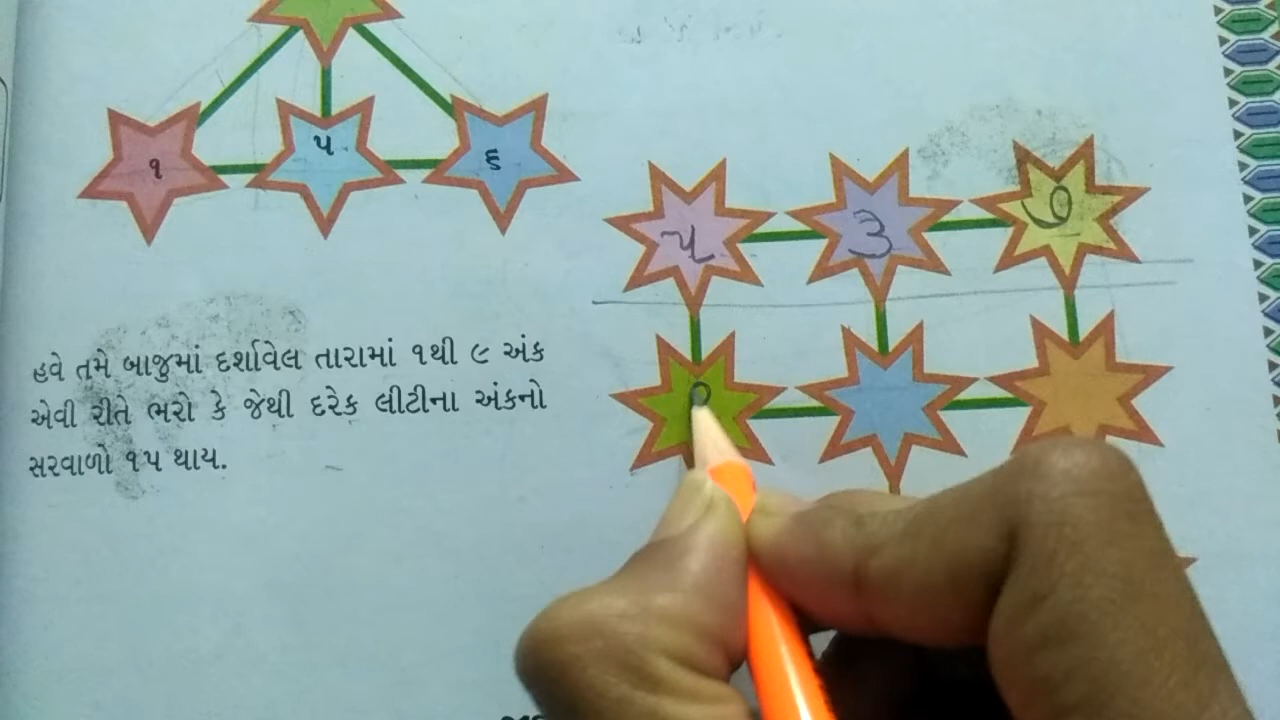 ૧ ૫ ૬
૫ ૩ ૭
હવે તમે બાજુમાં દર્શાવેલ તારામાં ૧થી ૯ અંક
એવી રીતે ભરો કે જેથી દરેક લીટીના અંકનો
સરવાળો ૧૫ થાય.